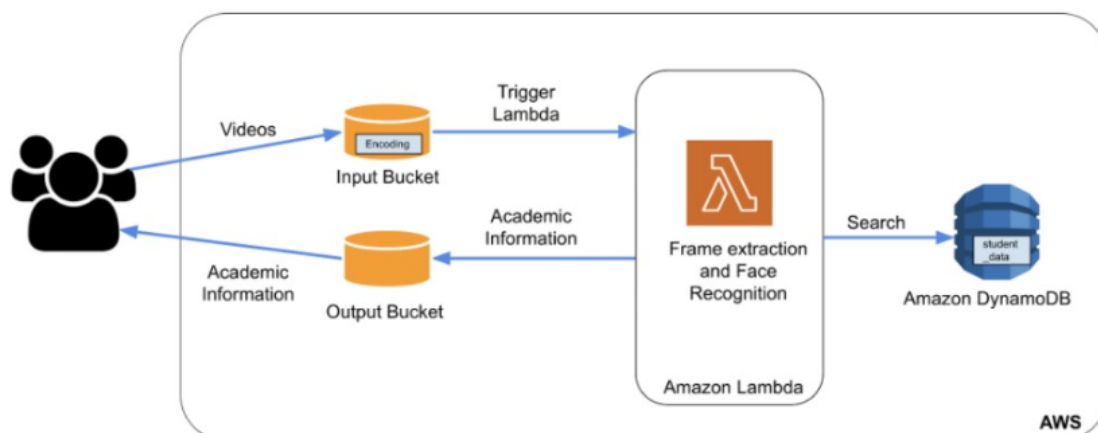 Videos
Encoding
Input Bucket
Trigger
Lambda
Academic
Information
Output Bucket
Academic
Information
Frame extraction
and Face
Recognition
Amazon Lambda
Search
student
_data
Amazon DynamoDB
AWS